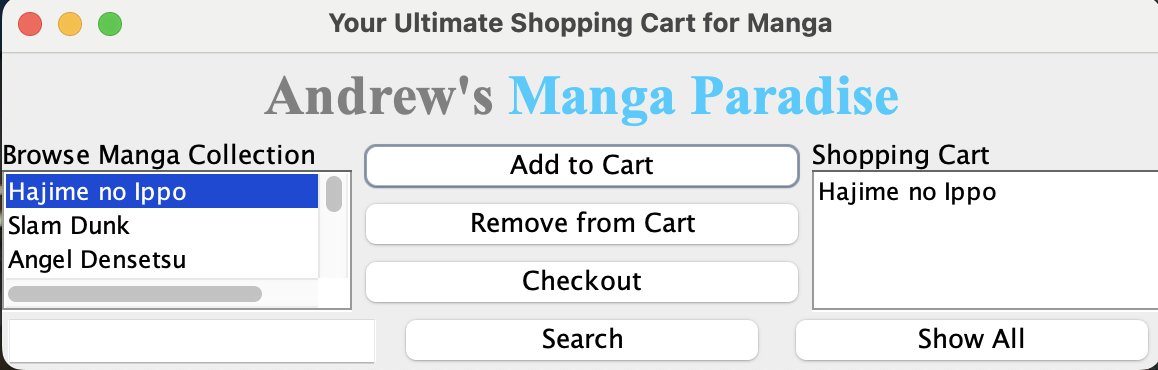 Your Ultimate Shopping Cart for Manga
Andrew's Manga Paradise
Browse Manga Collection
Hajime no Ippo
Slam Dunk
Angel Densetsu
Add to Cart
Remove from Cart
Checkout
Shopping Cart
Hajime no Ippo
Search
Show All